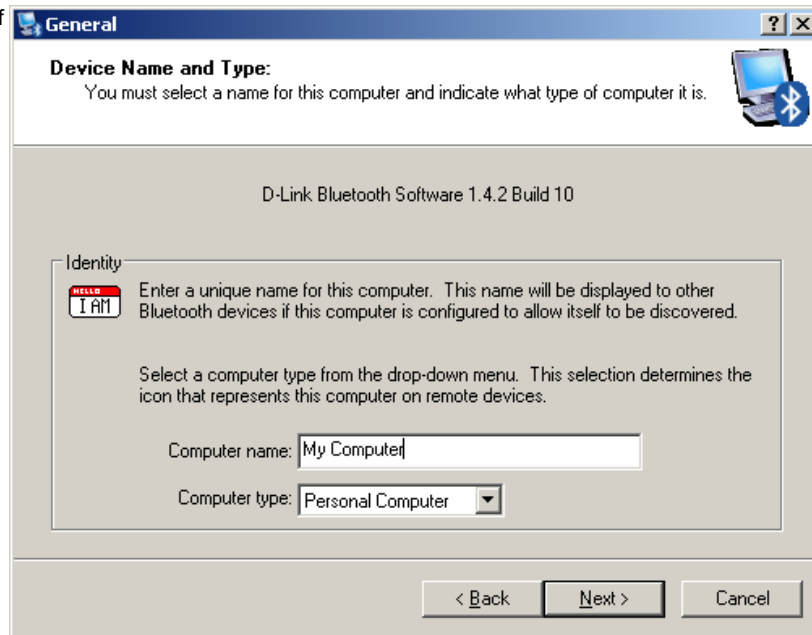 f
General
Device Name and Type:
You must select a name for this computer and indicate what type of computer it is.
D-Link Bluetooth Software 1.4.2 Build 10
Identity
HELLO
I AM
Enter a unique name for this computer. This name will be displayed to other
Bluetooth devices if this computer is configured to allow itself to be discovered.
Select a computer type from the drop-down menu. This selection determines the
icon that represents this computer on remote devices.
Computer name: My Computer
Computer type: Personal Computer
< Back Next > Cancel